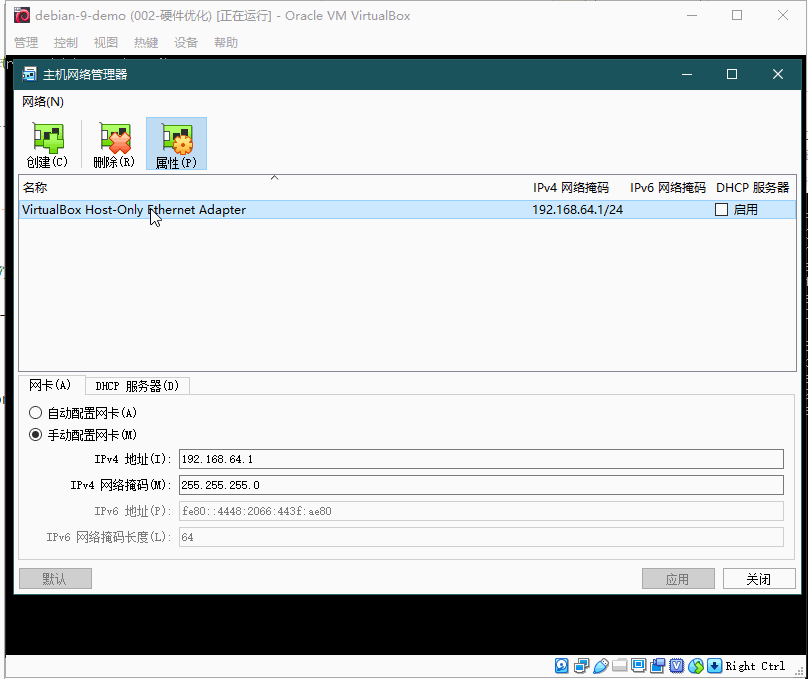 debian-9-demo (002-硬件优化) [正在运行] - Oracle VM VirtualBox
管理 控制 视图 热键 设备 帮助
主机网络管理器
网络(N)
创建(C) 删除(R) 属性(P)
名称 IPv4 网络掩码 IPv6 网络掩码 DHCP 服务器
VirtualBox Host-Only Ethernet Adapter 192.168.64.1/24 启用
网卡(A) DHCP 服务器(D)
自动配置网卡(A)
手动配置网卡(M)
IPv4 地址(I): 192.168.64.1
IPv4 网络掩码(M): 255.255.255.0
IPv6 地址(P): fe80::4448:2066:443f:ae80
IPv6 网络掩码长度(L): 64
默认 应用 关闭
Right Ctrl